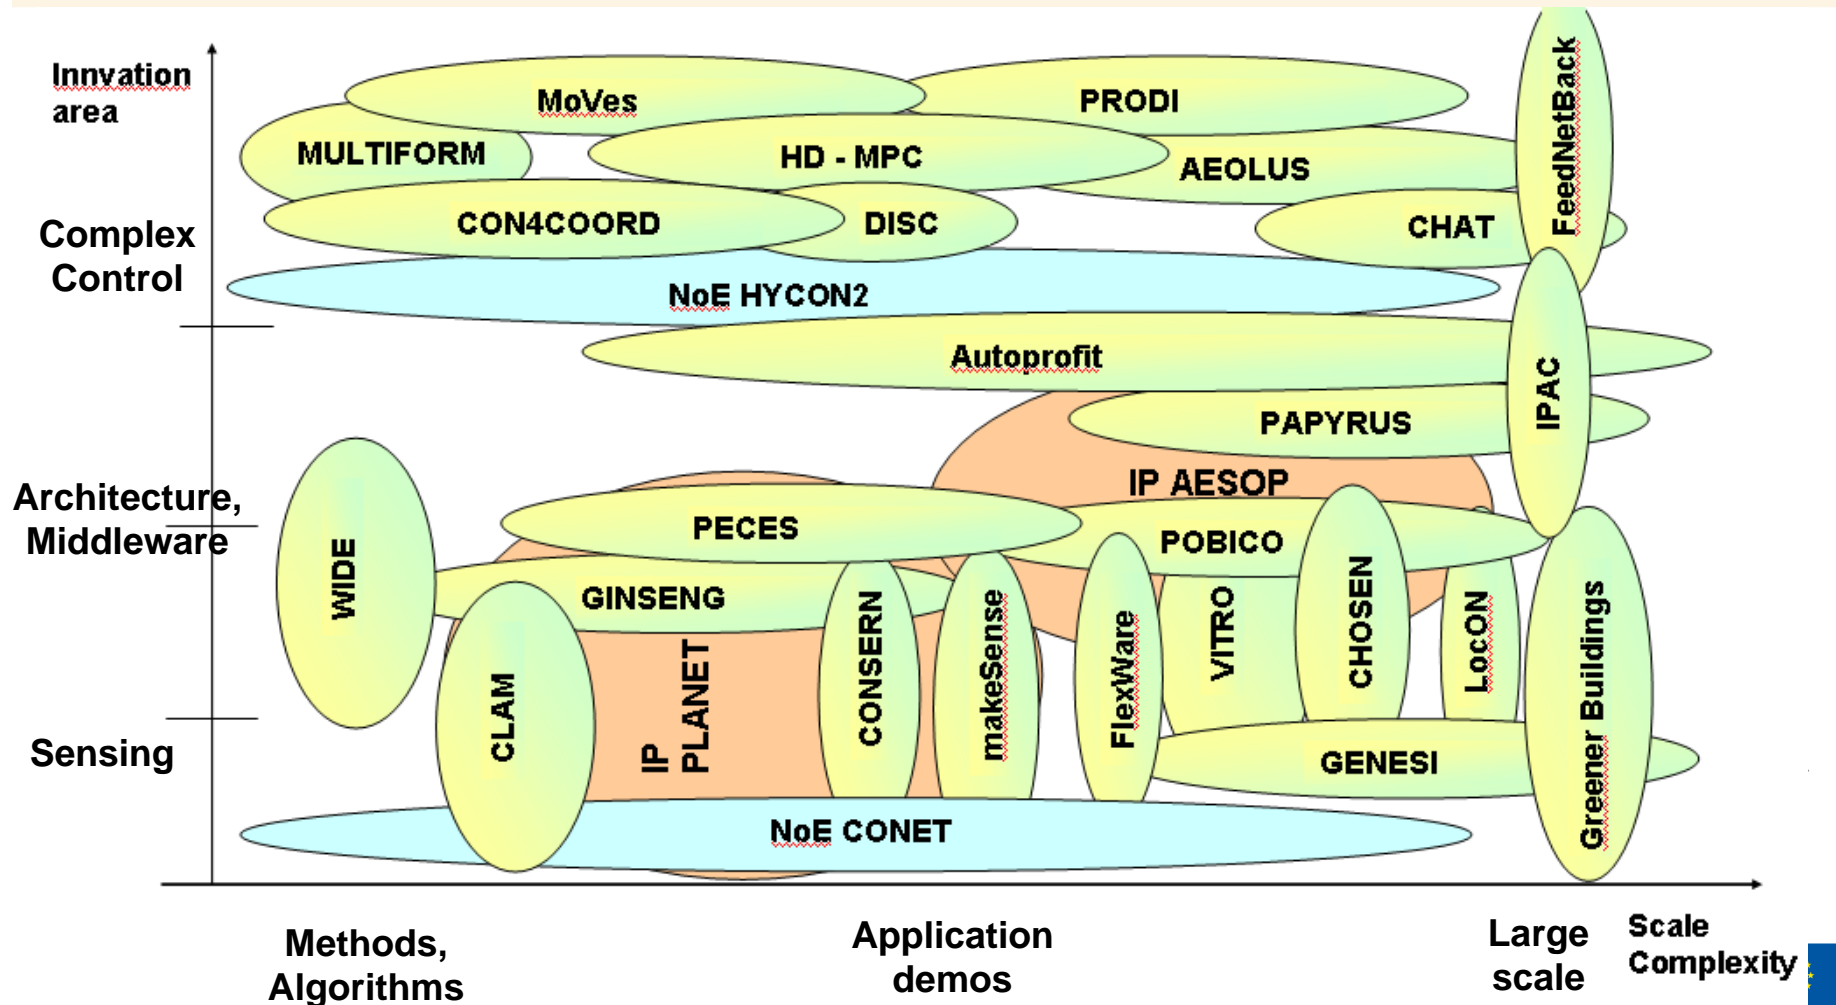 Innvation
area
MoVes
PRODI
FeedNetBack
MULTIFORM
HD - MPC
AEOLUS
Complex
Control
CON4COORD
DISC
CHAT
NoE HYCON2
Autoprofit
IPAC
PAPYRUS
IP AESOP
Architecture,
Middleware
WIDE
PECES
POBICO
GINSENG
CLAM
IP
PLANET
CONSERN
makeSense
FlexWare
VITRO
CHOSEN
LocON
Greener Buildings
Sensing
GENESI
NoE CONET
Methods,
Algorithms
Application
demos
Large
scale
Scale
Complexity